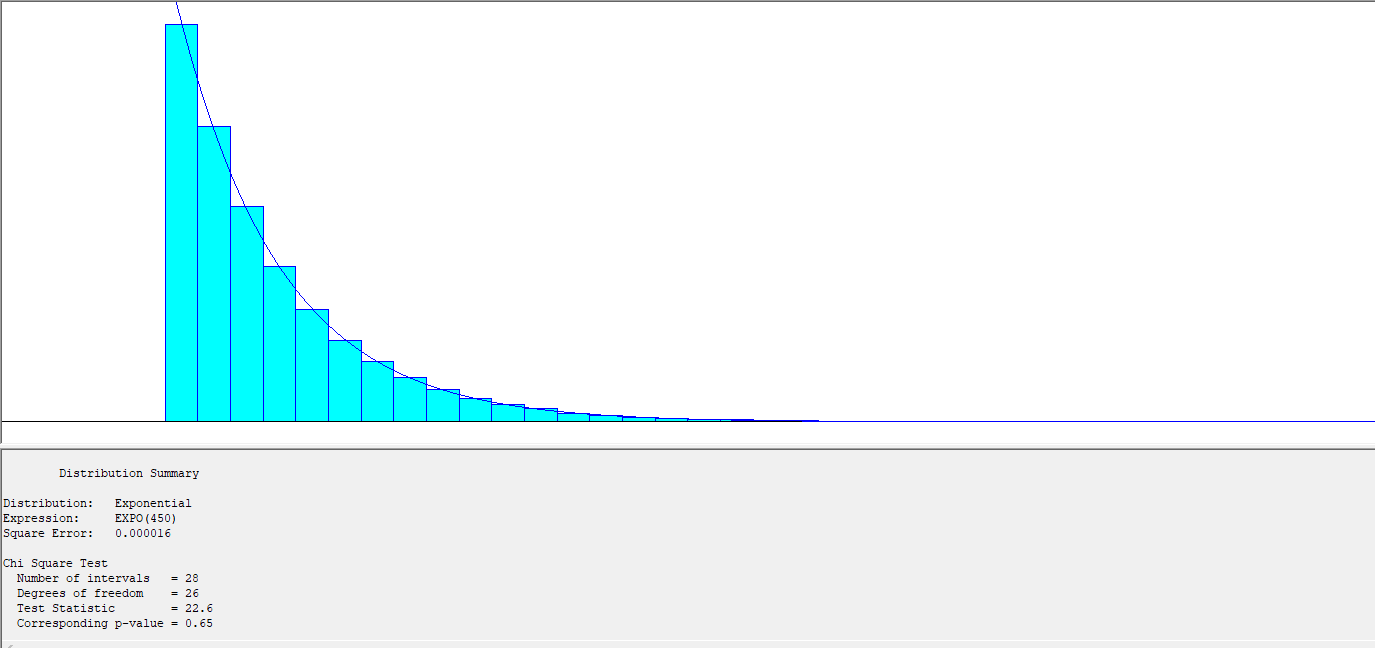 Distribution Summary
Distribution: Exponential
Expression: EXPO(450)
Square Error: 0.000016
Chi Square Test
Number of intervals = 28
Degrees of freedom = 26
Test Statistic = 22.6
Corresponding p-value = 0.65